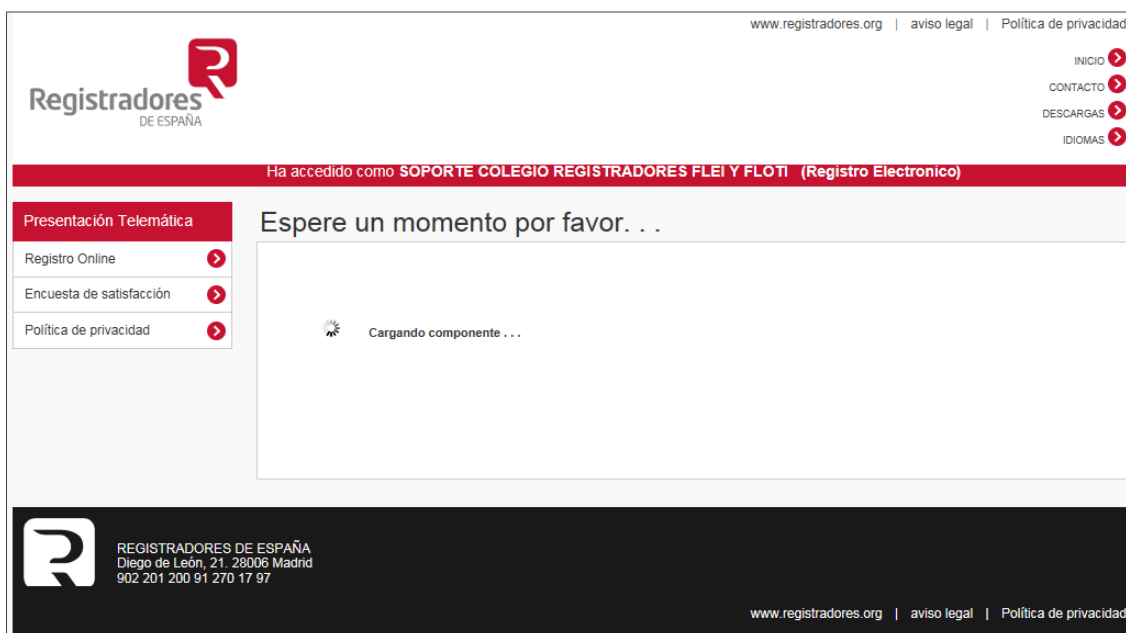 www.registradores.org | aviso legal | Política de privacidad
INICIO
CONTACTO
DESCARGAS
IDIOMAS
Registradores
DE ESPAÑA
Ha accedido como SOPORTE COLEGIO REGISTRADORES FLEI Y FLOTI (Registro Electronico)
Presentación Telemática
Registro Online
Encuesta de satisfacción
Política de privacidad
Espere un momento por favor. . .
Cargando componente . . .
REGISTRADORES DE ESPAÑA
Diego de León, 21. 28006 Madrid
902 201 200 91 270 17 97
www.registradores.org | aviso legal | Política de privacidad